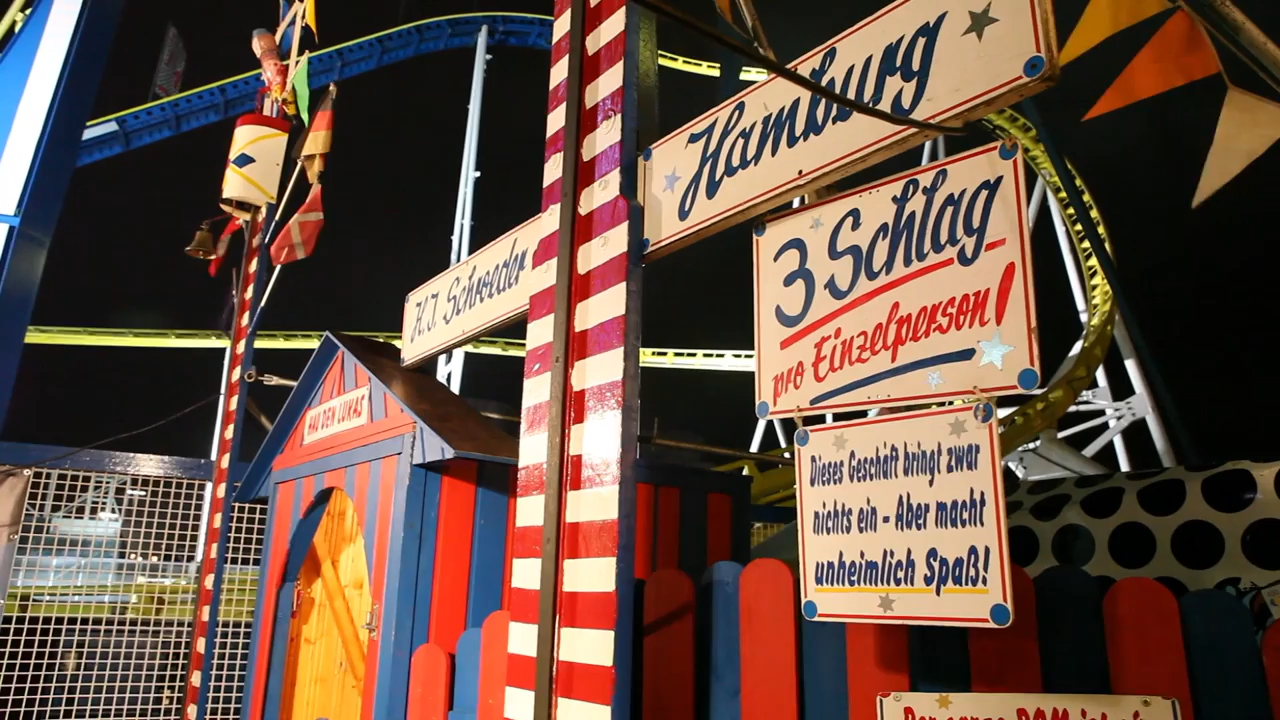 Hamburg
H.J. Schroeder
3 Schlag
pro Einzelperson!
HAU DEN LUKAS
Dieses Geschäft bringt zwar
nichts ein - Aber macht
unheimlich Spaß!
DOM